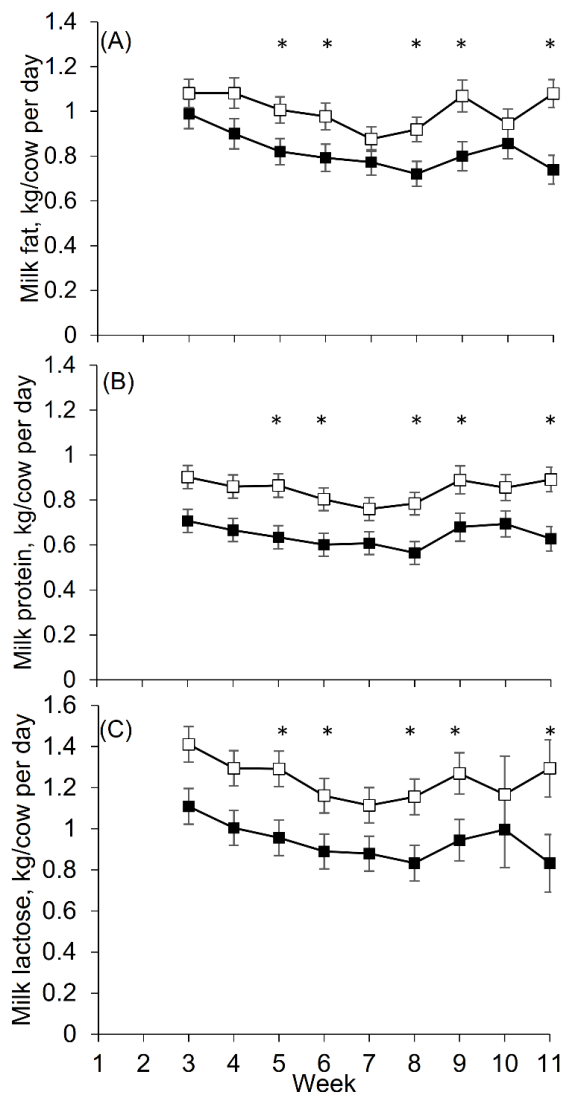 1.4
(A)
* * * * *
1.2
1
0.8
0.6
0.4
0.2
0
Milk fat, kg/cow per day
1.4
(B)
1.2
* * * * *
1
0.8
0.6
0.4
0.2
0
Milk protein, kg/cow per day
1.6
(C)
* * * * *
1.4
1.2
1
0.8
0.6
0.4
0.2
0
Milk lactose, kg/cow per day
1 2 3 4 5 6 7 8 9 10 11
Week